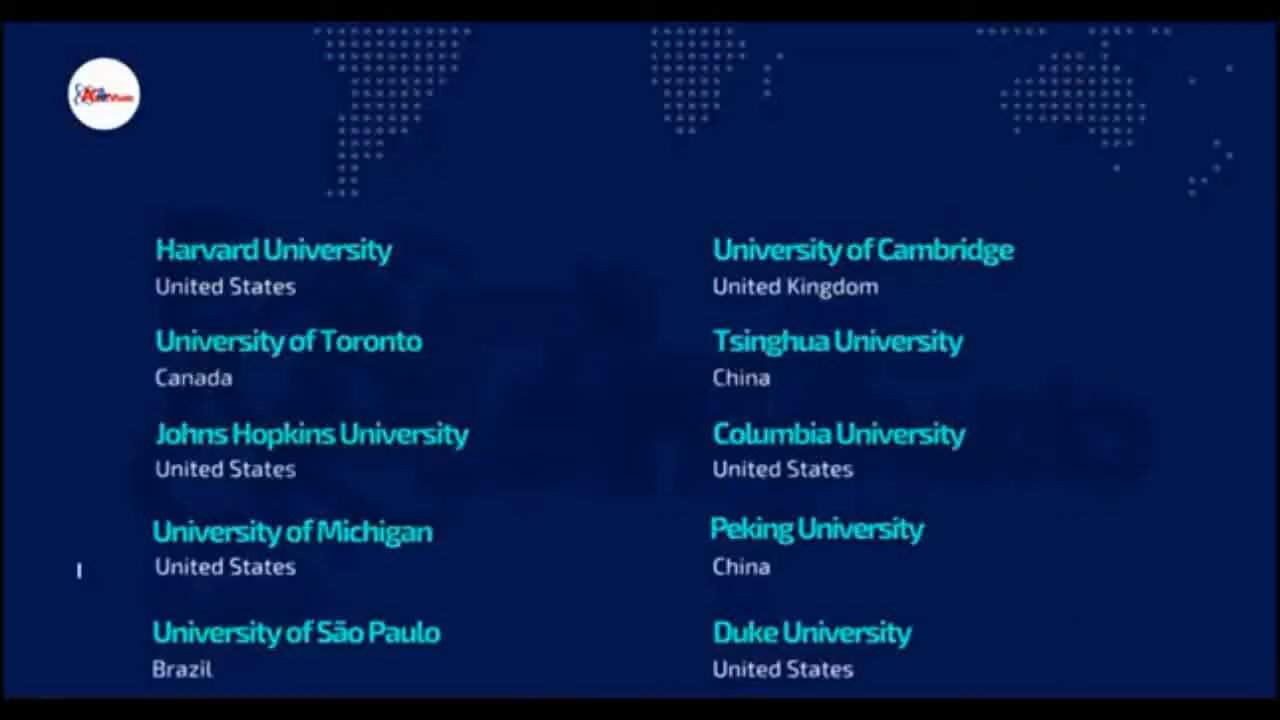 Harvard University
United States
University of Toronto
Canada
Johns Hopkins University
United States
University of Michigan
United States
University of São Paulo
Brazil
University of Cambridge
United Kingdom
Tsinghua University
China
Columbia University
United States
Peking University
China
Duke University
United States